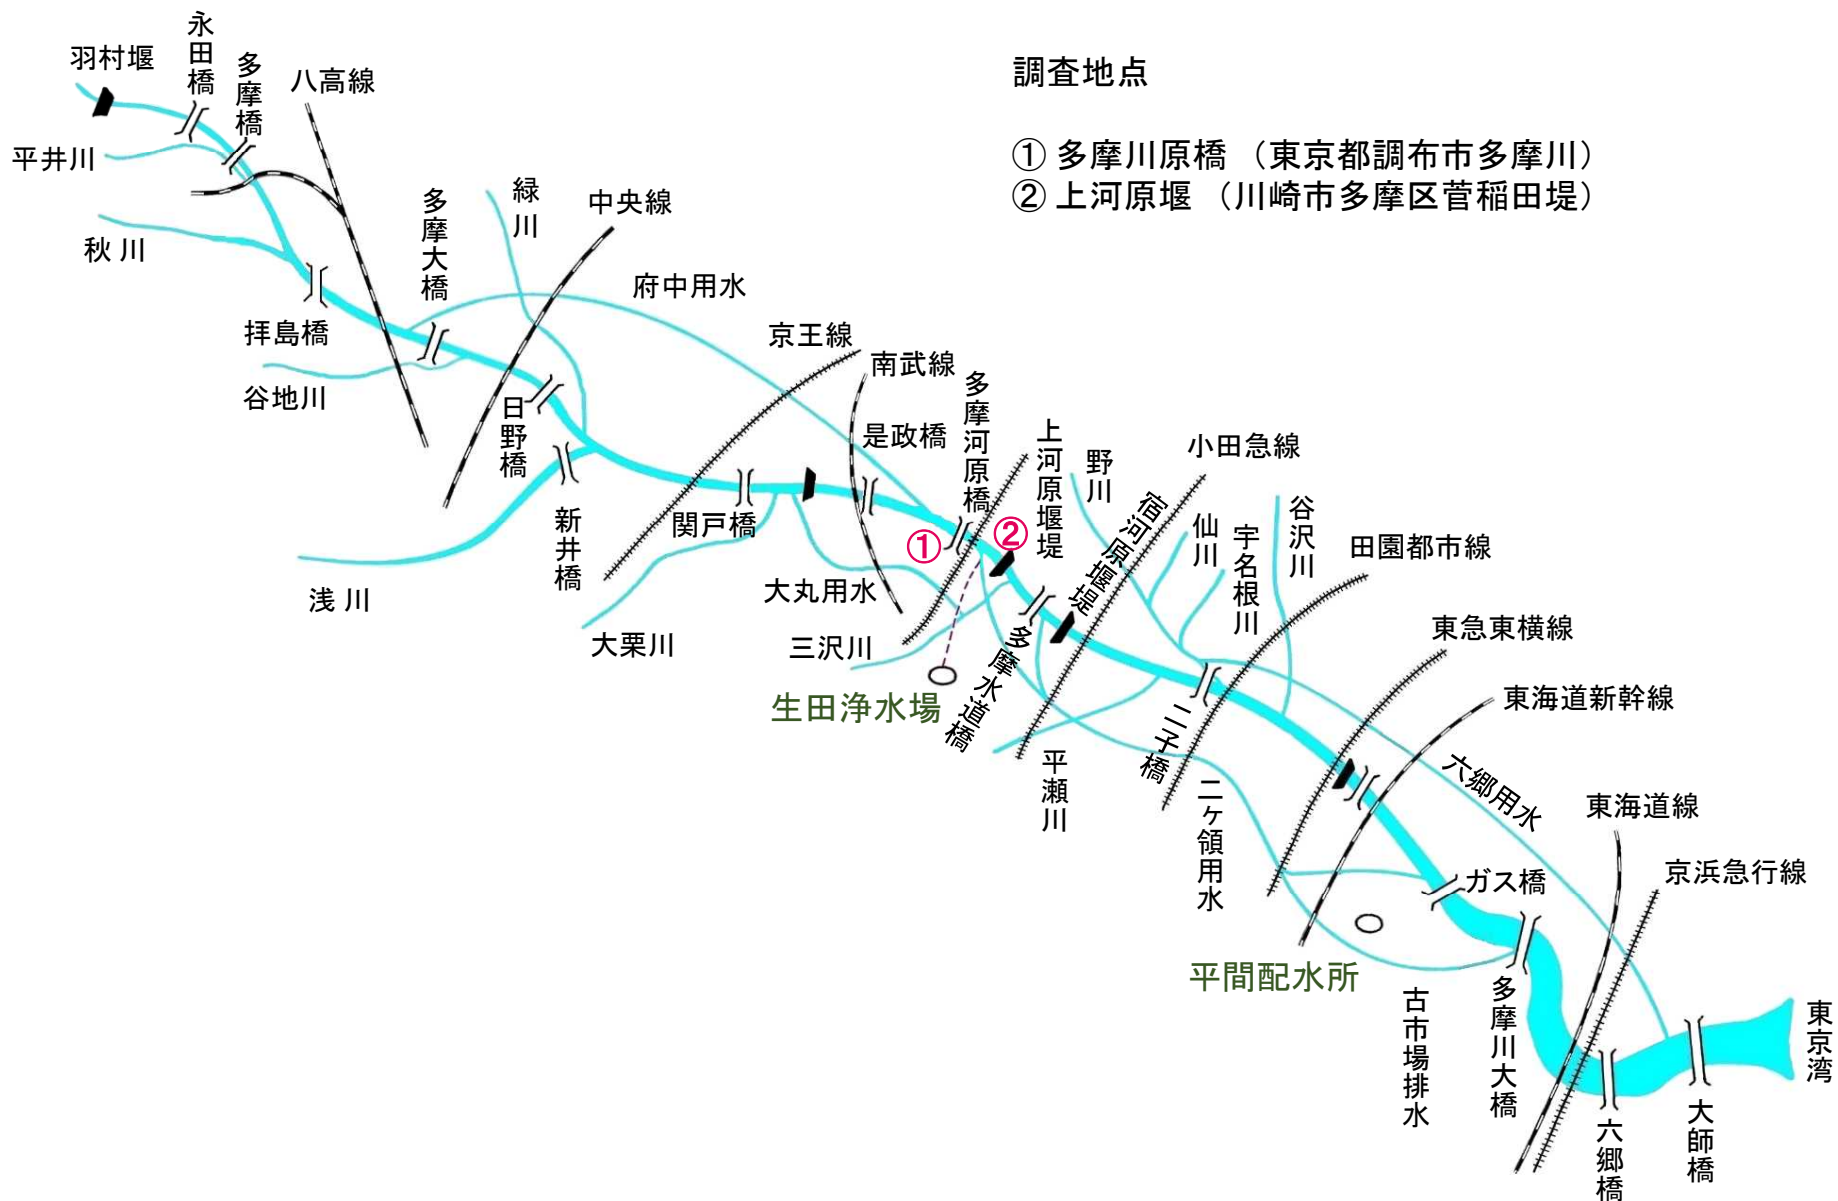 調査地点
① 多摩川原橋 （東京都調布市多摩川）
② 上河原堰 （川崎市多摩区菅稲田堤）
羽村堰
永田橋
多摩橋
八高線
平井川
秋 川
拝島橋
多摩大橋
緑川
中央線
府中用水
谷地川
日野橋
京王線
南武線
是政橋
多摩河原橋
上河原堰堤
野川
小田急線
宿河原堰堤
仙川
宇名根川
谷沢川
田園都市線
浅 川
新井橋
関戸橋
大栗川
大丸用水
三沢川
①
②
生田浄水場
多摩水道橋
平瀬川
二子橋
二ヶ領用水
東急東横線
東海道新幹線
六郷用水
東海道線
京浜急行線
ガス橋
平間配水所
古市場排水
多摩川大橋
六郷橋
大師橋
東京湾